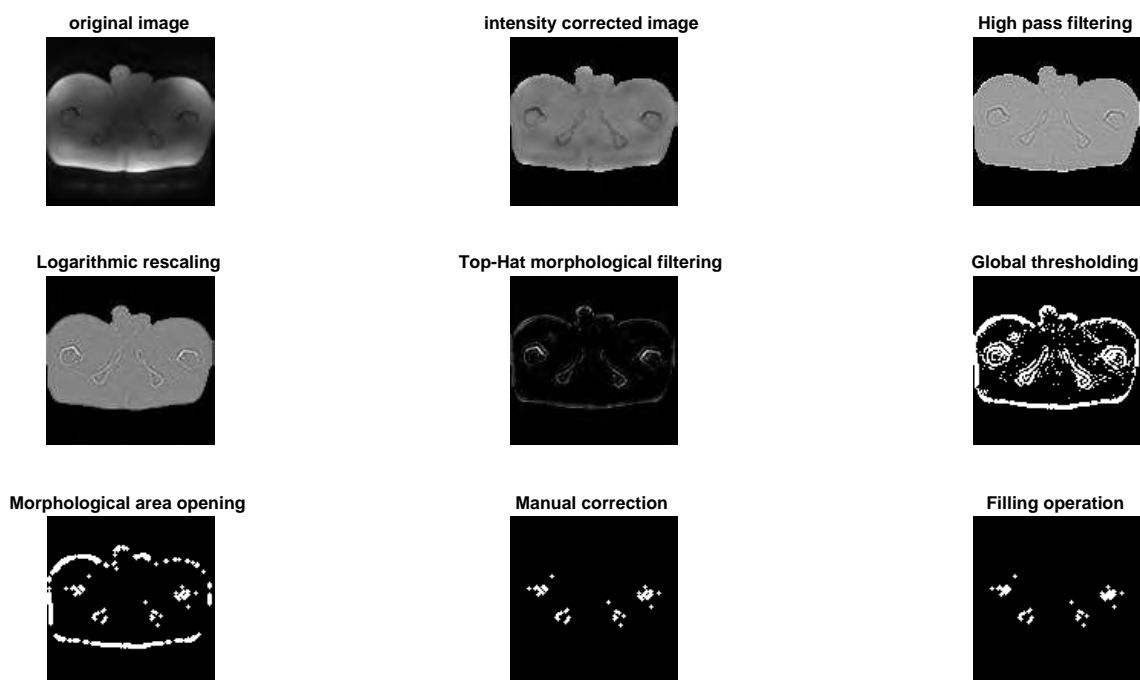 original image
intensity corrected image
High pass filtering
Logarithmic rescaling
Top-Hat morphological filtering
Global thresholding
Morphological area opening
Manual correction
Filling operation